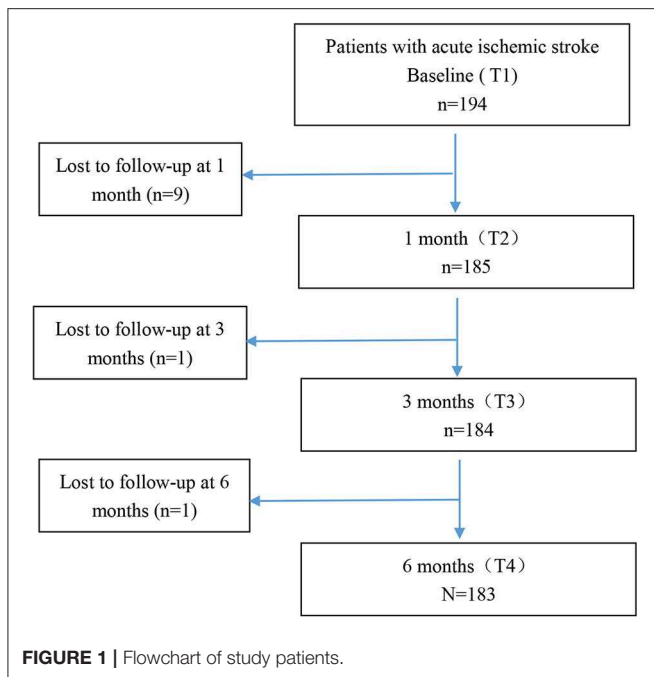 Patients with acute ischemic stroke
Baseline ( T1)
n=194
Lost to follow-up at 1
month (n=9)
1 month（T2）
n=185
Lost to follow-up at 3
months (n=1)
3 months（T3）
n=184
Lost to follow-up at 6
months (n=1)
6 months（T4）
N=183
FIGURE 1 | Flowchart of study patients.